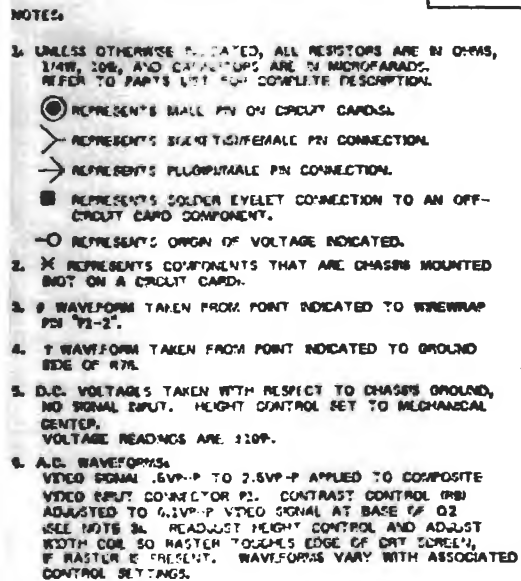 NOTES:
1. UNLESS OTHERWISE INDICATED, ALL RESISTORS ARE IN OHMS,
1/4W, 10%, AND CAPACITORS ARE IN MICROFARADS.
REFER TO PARTS LIST FOR COMPLETE DESCRIPTION.
REPRESENTS MALE PIN ON CIRCUIT CARD(S).
REPRESENTS SOCKET(S)/FEMALE PIN CONNECTION.
REPRESENTS PLUG(P)/MALE PIN CONNECTION.
REPRESENTS SOLDER EYELET CONNECTION TO AN OFF-
CIRCUIT CARD COMPONENT.
REPRESENTS ORIGIN OF VOLTAGE INDICATED.
2. REPRESENTS COMPONENTS THAT ARE CHASSIS MOUNTED
(NOT ON A CIRCUIT CARD).
3. WAVEFORM TAKEN FROM POINT INDICATED TO WIREWRAP
PIN "P1-2".
4. † WAVEFORM TAKEN FROM POINT INDICATED TO GROUND
SIDE OF
5. D.C. VOLTAGES TAKEN WITH RESPECT TO CHASSIS GROUND,
NO SIGNAL INPUT. HEIGHT CONTROL SET TO MECHANICAL
CENTER.
VOLTAGE READINGS ARE
6. A.C. WAVEFORMS:
VIDEO SIGNAL .6VP-P TO 2.5VP-P APPLIED TO COMPOSITE
VIDEO INPUT CONNECTOR P1. CONTRAST CONTROL
ADJUSTED TO VP-P VIDEO SIGNAL AT BASE OF Q2
(SEE NOTE 3). READJUST HEIGHT CONTROL AND ADJUST
WIDTH COIL SO RASTER TOUCHES EDGE OF CRT SCREEN,
IF RASTER IS PRESENT. WAVEFORMS VARY WITH ASSOCIATED
CONTROL SETTINGS.